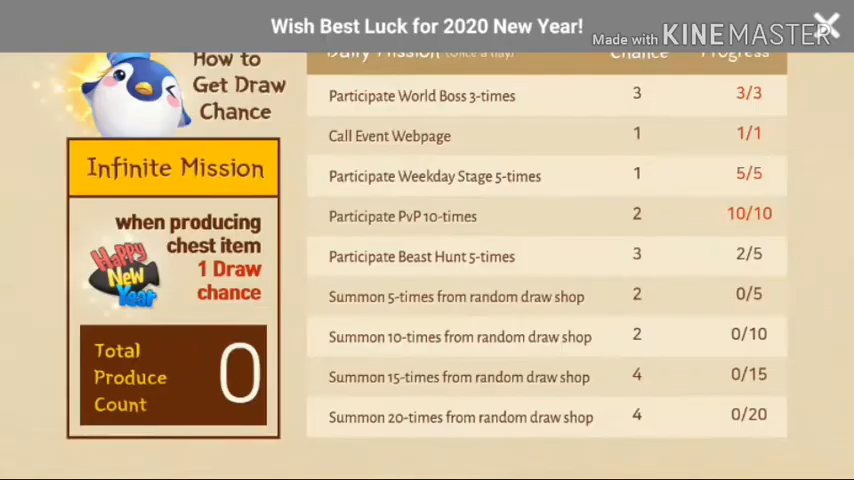 Wish Best Luck for 2020 New Year!
Made with KINEMASTER
How to
Get Draw
Chance
Infinite Mission
when producing
chest item
1 Draw
chance
Happy
New
Year
Total
Produce
Count
0
Daily Mission (Once a day) Chance Progress
Participate World Boss 3-times 3 3/3
Call Event Webpage 1 1/1
Participate Weekday Stage 5-times 1 5/5
Participate PvP 10-times 2 10/10
Participate Beast Hunt 5-times 3 2/5
Summon 5-times from random draw shop 2 0/5
Summon 10-times from random draw shop 2 0/10
Summon 15-times from random draw shop 4 0/15
Summon 20-times from random draw shop 4 0/20